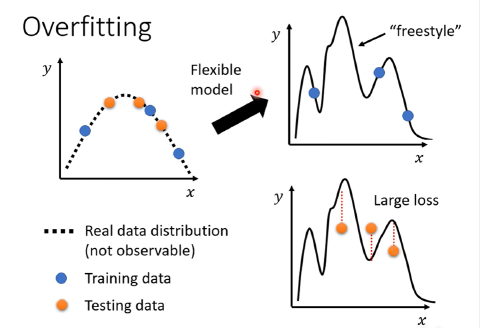 Overfitting
y
x
Flexible
model
y
"freestyle"
x
y
Large loss
x
Real data distribution
(not observable)
Training data
Testing data